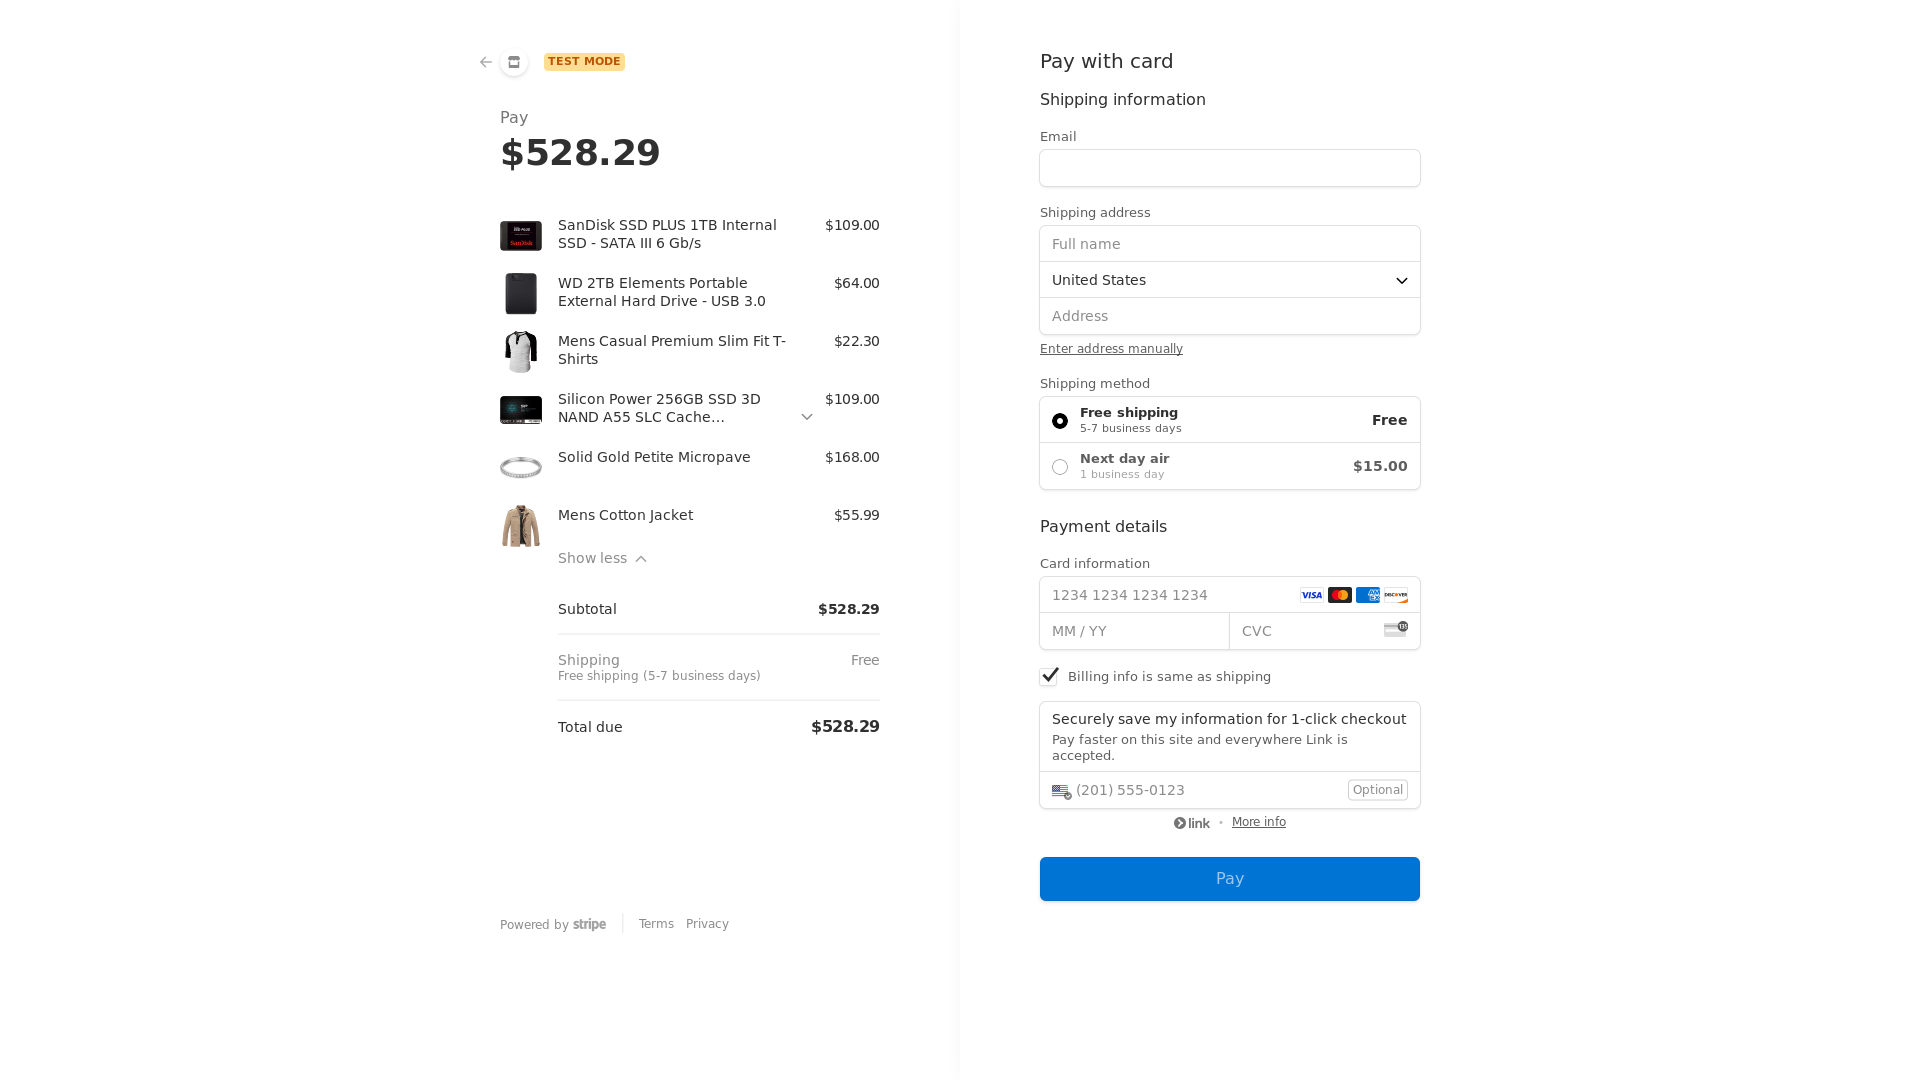 TEST MODE
Pay
$528.29
SanDisk SSD PLUS 1TB Internal
SSD - SATA III 6 Gb/s
$109.00
WD 2TB Elements Portable
External Hard Drive - USB 3.0
$64.00
Mens Casual Premium Slim Fit T-
Shirts
$22.30
Silicon Power 256GB SSD 3D
NAND A55 SLC Cache…
$109.00
Solid Gold Petite Micropave
$168.00
Mens Cotton Jacket
$55.99
Show less
Subtotal
$528.29
Shipping
Free
Free shipping (5-7 business days)
Total due
$528.29
Powered by stripe
Terms
Privacy
Pay with card
Shipping information
Email
Shipping address
Full name
United States
Address
Enter address manually
Shipping method
Free shipping
5-7 business days
Free
Next day air
1 business day
$15.00
Payment details
Card information
1234 1234 1234 1234
VISA
AMEX
DISCOVER
MM / YY
CVC
135
Billing info is same as shipping
Securely save my information for 1-click checkout
Pay faster on this site and everywhere Link is
accepted.
(201) 555-0123
Optional
link
•
More info
Pay